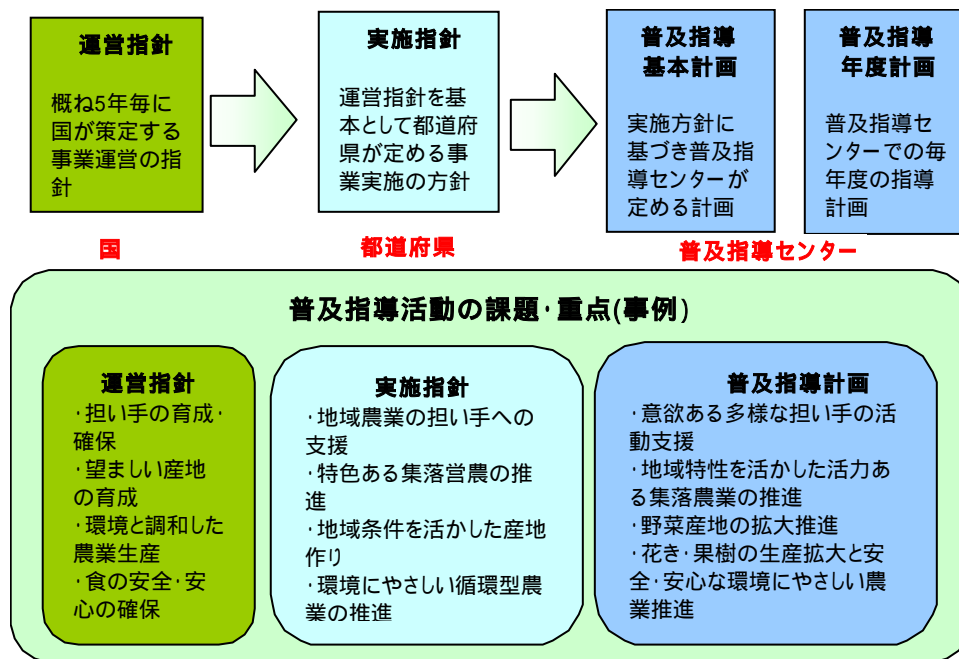 運営指針
概ね5年毎に
国が策定する
事業運営の指
針
実施指針
運営指針を基
本として都道府
県が定める事
業実施の方針
普及指導
基本計画
実施方針に
基づき普及指
導センターが
定める計画
普及指導
年度計画
普及指導セ
ンターでの毎
年度の指導
計画
国
都道府県
普及指導センター
普及指導活動の課題・重点(事例)
運営指針
・担い手の育成・
確保
・望ましい産地
の育成
・環境と調和した
農業生産
・食の安全・安
心の確保
実施指針
・地域農業の担い手への
支援
・特色ある集落営農の推
進
・地域条件を活かした産地
作り
・環境にやさしい循環型農
業の推進
普及指導計画
・意欲ある多様な担い手の活
動支援
・地域特性を活かした活力あ
る集落農業の推進
・野菜産地の拡大推進
・花き・果樹の生産拡大と安
全・安心な環境にやさしい農
業推進